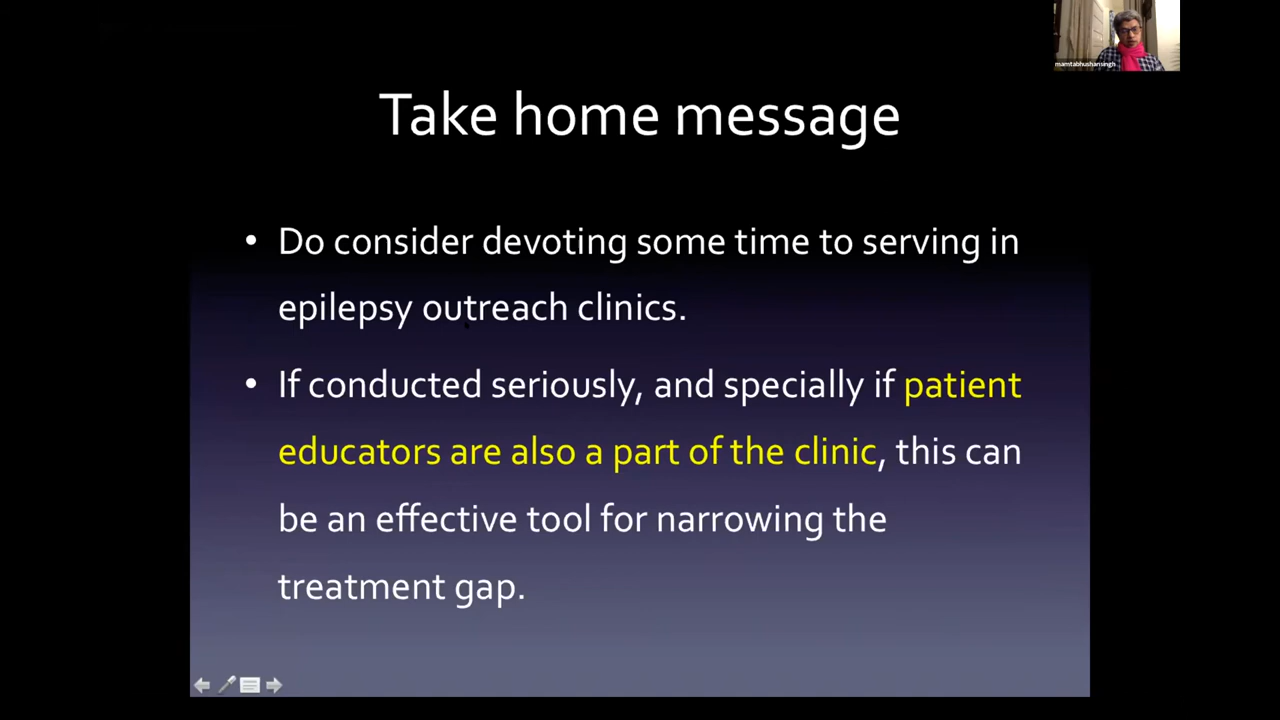 mamtabhushansingh
Take home message
• Do consider devoting some time to serving in
epilepsy outreach clinics.
• If conducted seriously, and specially if patient
educators are also a part of the clinic, this can
be an effective tool for narrowing the
treatment gap.